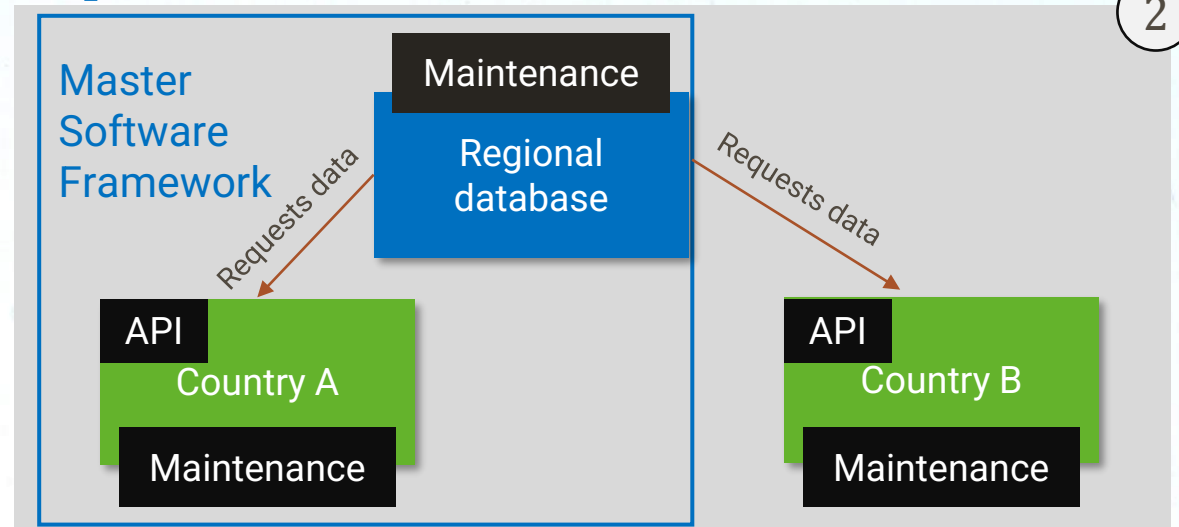 2
Master
Software
Framework
Maintenance
Regional
database
Requests data
Requests data
API
Country A
Maintenance
API
Country B
Maintenance